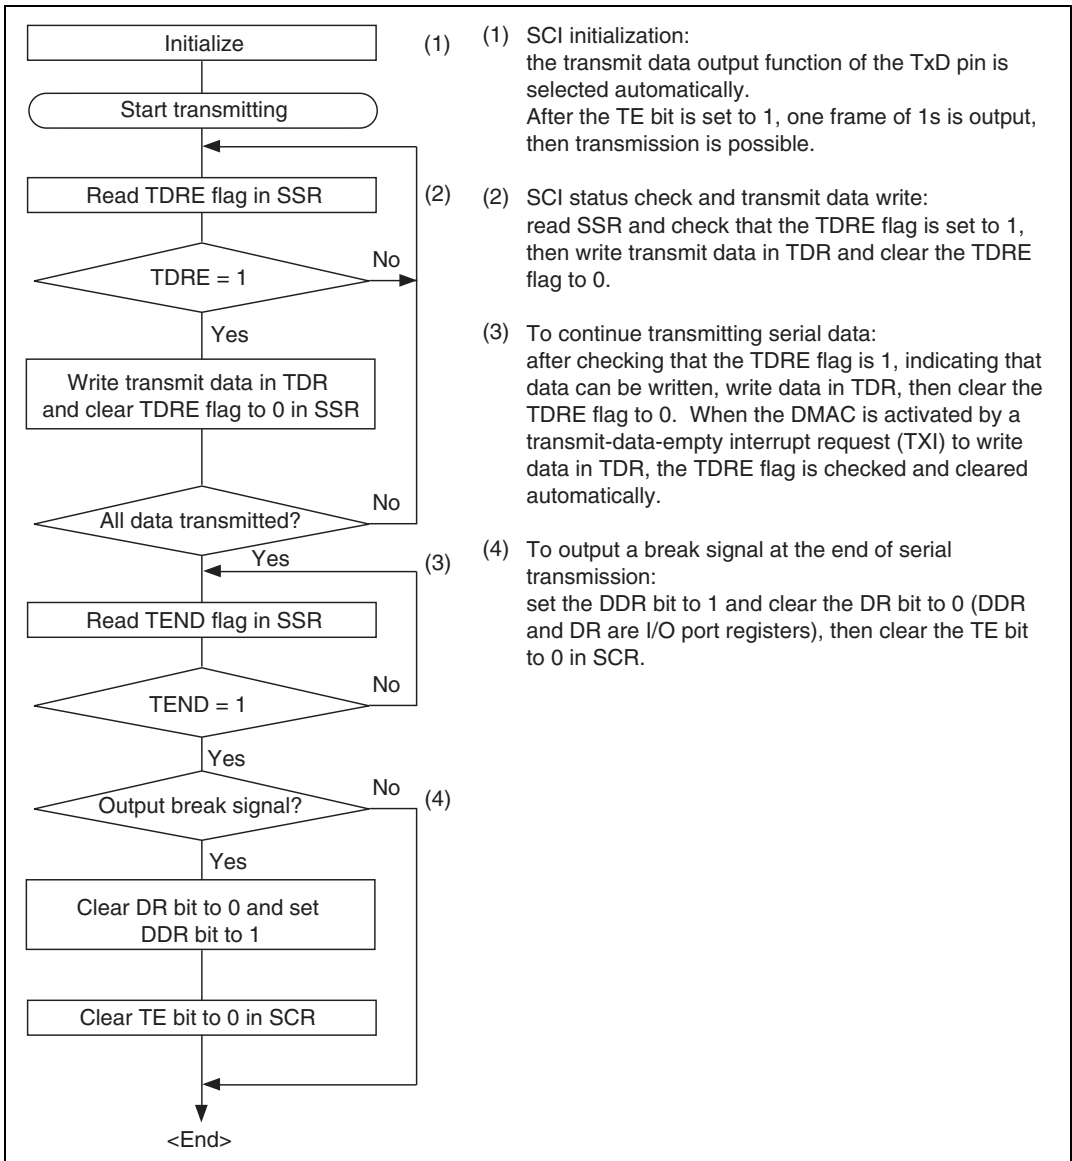 Initialize
(1)
Start transmitting
Read TDRE flag in SSR
(2)
TDRE = 1
No
Yes
Write transmit data in TDR
and clear TDRE flag to 0 in SSR
All data transmitted?
No
Yes
(3)
Read TEND flag in SSR
TEND = 1
No
Yes
Output break signal?
No
(4)
Yes
Clear DR bit to 0 and set
DDR bit to 1
Clear TE bit to 0 in SCR
<End>
(1) SCI initialization:
the transmit data output function of the TxD pin is
selected automatically.
After the TE bit is set to 1, one frame of 1s is output,
then transmission is possible.
(2) SCI status check and transmit data write:
read SSR and check that the TDRE flag is set to 1,
then write transmit data in TDR and clear the TDRE
flag to 0.
(3) To continue transmitting serial data:
after checking that the TDRE flag is 1, indicating that
data can be written, write data in TDR, then clear the
TDRE flag to 0. When the DMAC is activated by a
transmit-data-empty interrupt request (TXI) to write
data in TDR, the TDRE flag is checked and cleared
automatically.
(4) To output a break signal at the end of serial
transmission:
set the DDR bit to 1 and clear the DR bit to 0 (DDR
and DR are I/O port registers), then clear the TE bit
to 0 in SCR.